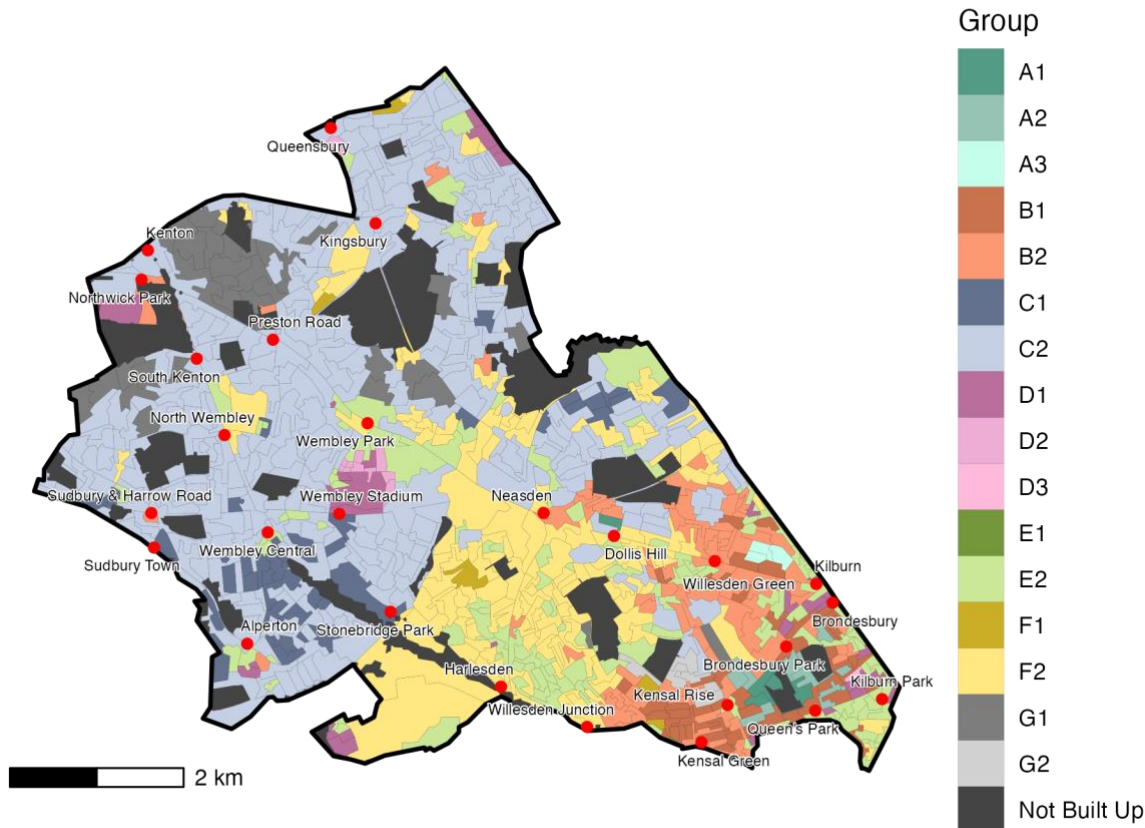 Group
A1
A2
A3
B1
B2
C1
C2
D1
D2
D3
E1
E2
F1
F2
G1
G2
Not Built Up
Queensbury
Kenton
Kingsbury
Northwick Park
Preston Road
South Kenton
North Wembley
Wembley Park
Sudbury & Harrow Road
Wembley Stadium
Neasden
Wembley Central
Sudbury Town
Dollis Hill
Kilburn
Willesden Green
Brondesbury
Alperton
Stonebridge Park
Brondesbury Park
Harlesden
Kilburn Park
Kensal Rise
Willesden Junction
Queen's Park
Kensal Green
2 km